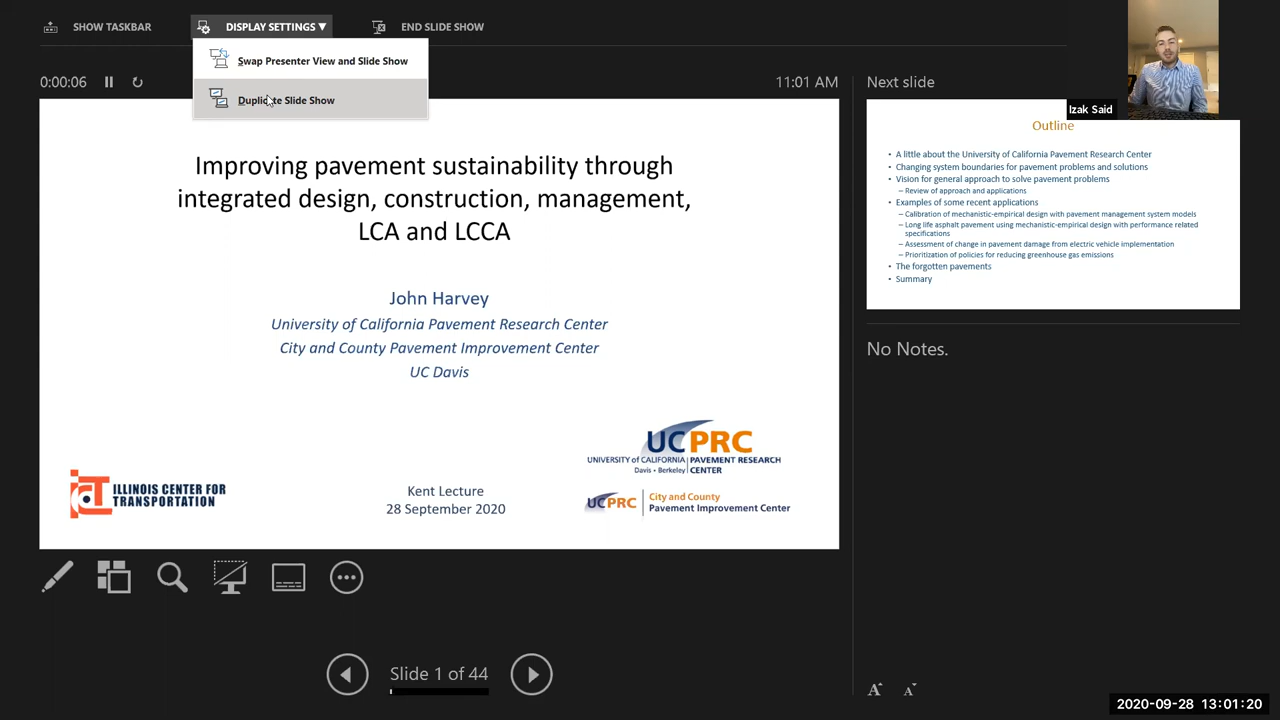 SHOW TASKBAR
DISPLAY SETTINGS ▼
END SLIDE SHOW
Swap Presenter View and Slide Show
Duplicate Slide Show
0:00:06
11:01 AM
Improving pavement sustainability through
integrated design, construction, management,
LCA and LCCA
John Harvey
University of California Pavement Research Center
City and County Pavement Improvement Center
UC Davis
ICT ILLINOIS CENTER FOR
TRANSPORTATION
Kent Lecture
28 September 2020
UCPRC
UNIVERSITY OF CALIFORNIA | PAVEMENT RESEARCH
Davis • Berkeley | CENTER
UCPRC | City and County
Pavement Improvement Center
Slide 1 of 44
Next slide
Izak Said
Outline
• A little about the University of California Pavement Research Center
• Changing system boundaries for pavement problems and solutions
• Vision for general approach to solve pavement problems
– Review of approach and applications
• Examples of some recent applications
– Calibration of mechanistic-empirical design with pavement management system models
– Long life asphalt pavement using mechanistic-empirical design with performance related
specifications
– Assessment of change in pavement damage from electric vehicle implementation
– Prioritization of policies for reducing greenhouse gas emissions
• The forgotten pavements
• Summary
No Notes.
A A
2020-09-28 13:01:20